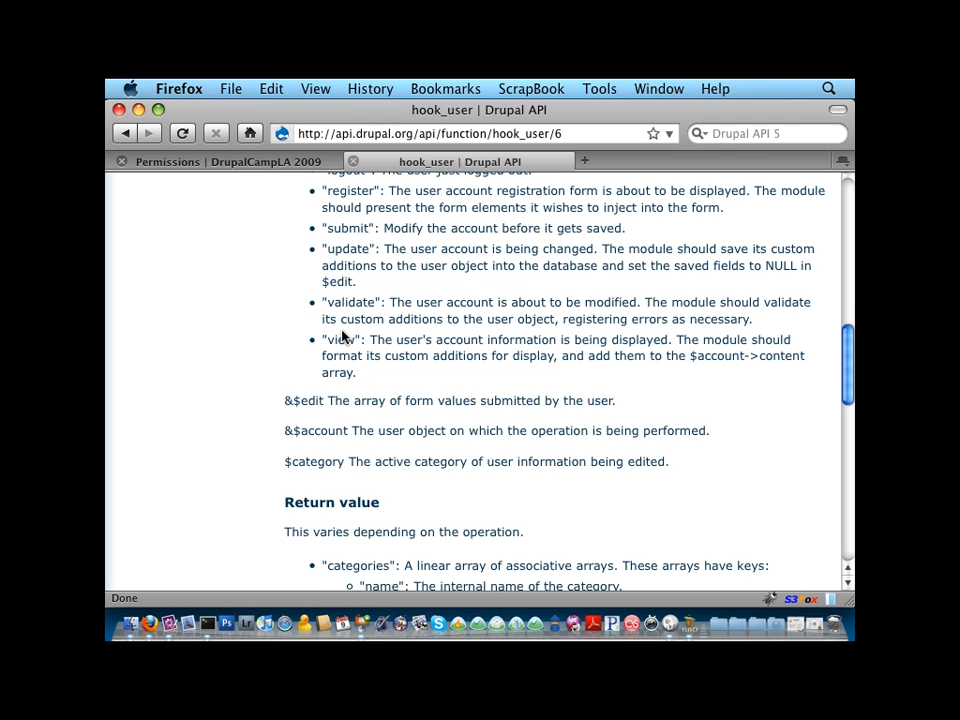 Firefox File Edit View History Bookmarks ScrapBook Tools Window Help
hook_user | Drupal API
http://api.drupal.org/api/function/hook_user/6
Drupal API 5
Permissions | DrupalCampLA 2009
hook_user | Drupal API
"logout": The user just logged out.
• "register": The user account registration form is about to be displayed. The module
should present the form elements it wishes to inject into the form.
• "submit": Modify the account before it gets saved.
• "update": The user account is being changed. The module should save its custom
additions to the user object into the database and set the saved fields to NULL in
$edit.
• "validate": The user account is about to be modified. The module should validate
its custom additions to the user object, registering errors as necessary.
• "view": The user's account information is being displayed. The module should
format its custom additions for display, and add them to the $account->content
array.
&$edit The array of form values submitted by the user.
&$account The user object on which the operation is being performed.
$category The active category of user information being edited.
Return value
This varies depending on the operation.
• "categories": A linear array of associative arrays. These arrays have keys:
○ "name": The internal name of the category.
Done